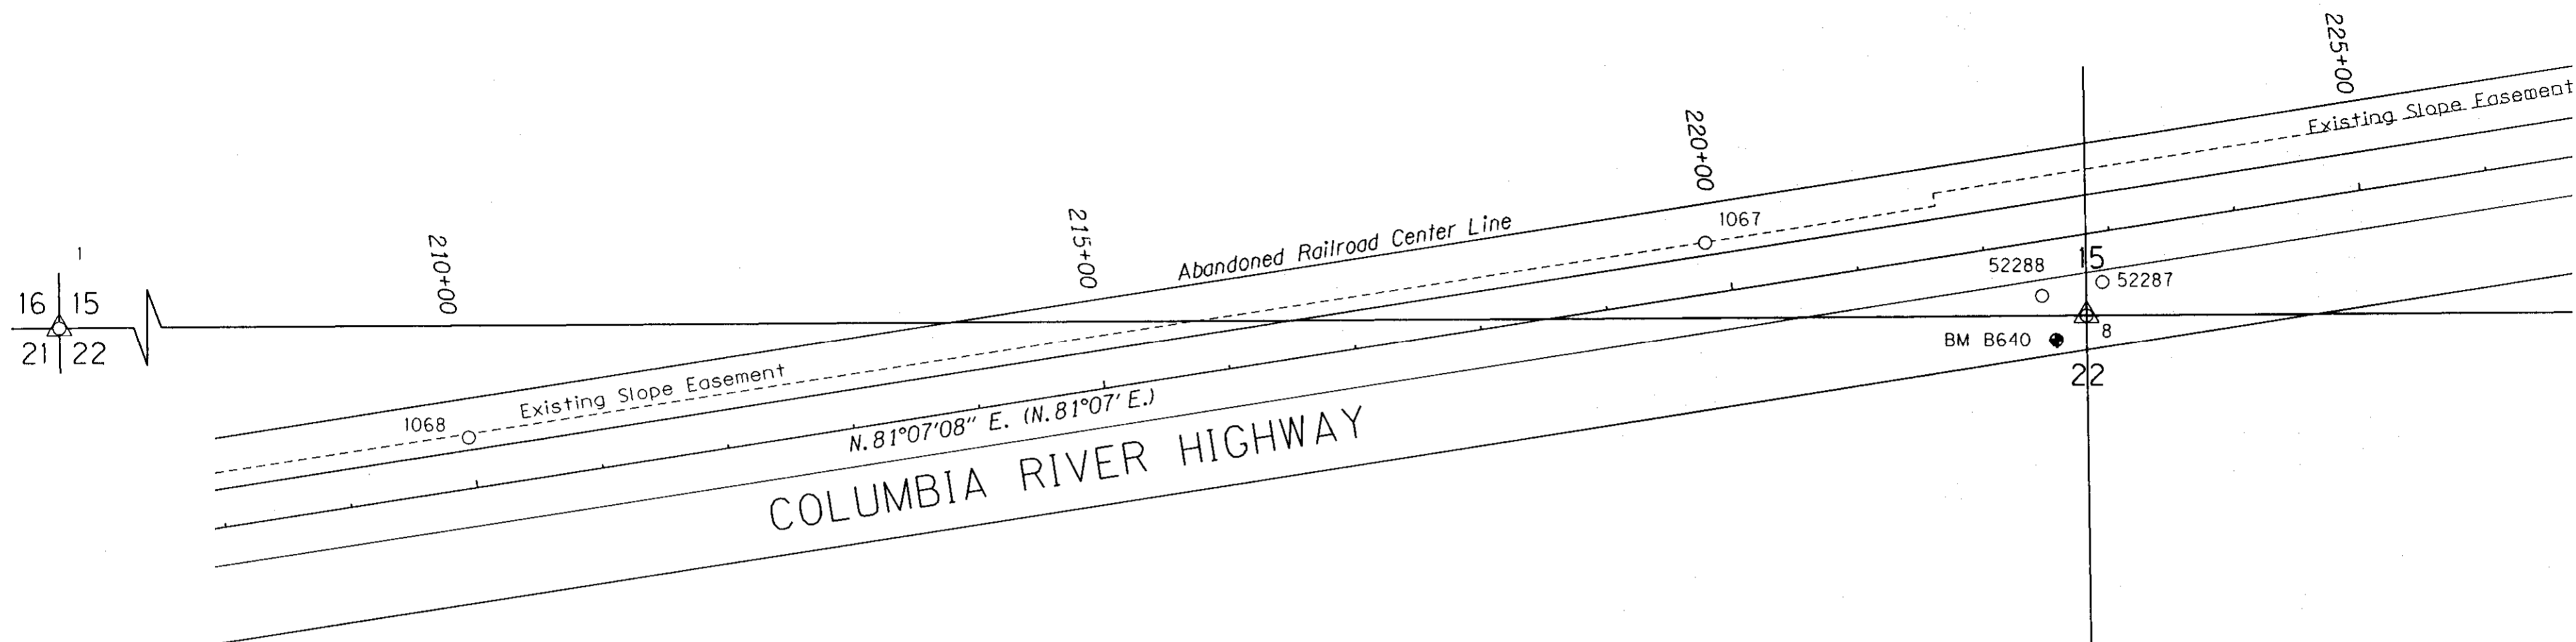 225+00
Existing Slope Easement
220+00
1067
215+00
Abandoned Railroad Center Line
210+00
1
16 15
21 22
15
52288
52287
8
BM B640
22
Existing Slope Easement
1068
N.81°07'08" E. (N.81°07' E.)
COLUMBIA RIVER HIGHWAY